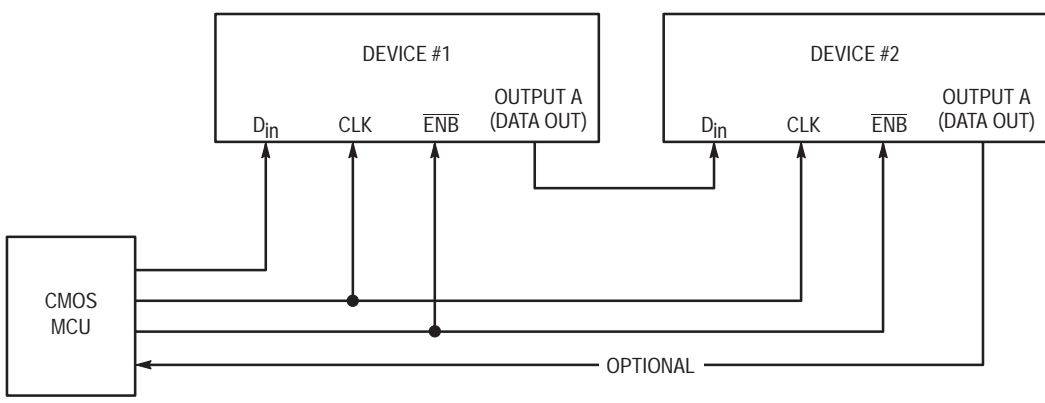 DEVICE #1
OUTPUT A
(DATA OUT)
Din
CLK
ENB
DEVICE #2
OUTPUT A
(DATA OUT)
Din
CLK
ENB
CMOS
MCU
OPTIONAL